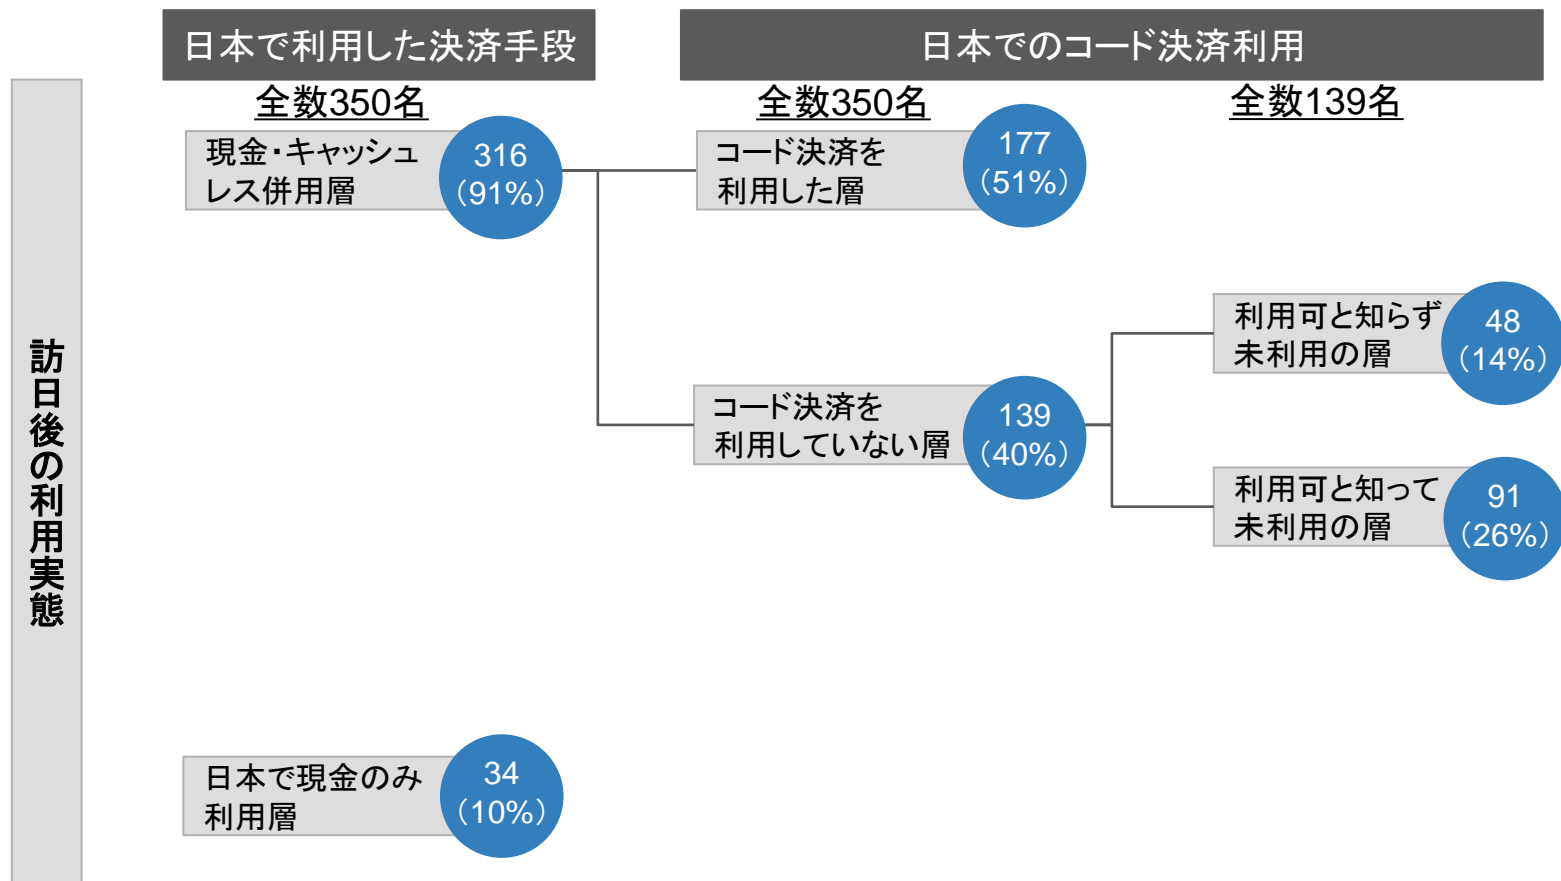 日本で利用した決済手段
日本でのコード決済利用
全数350名
全数350名
全数139名
訪日後の利用実態
現金・キャッシュ
レス併用層
316
(91%)
コード決済を
利用した層
177
(51%)
利用可と知らず
未利用の層
48
(14%)
コード決済を
利用していない層
139
(40%)
利用可と知って
未利用の層
91
(26%)
日本で現金のみ
利用層
34
(10%)